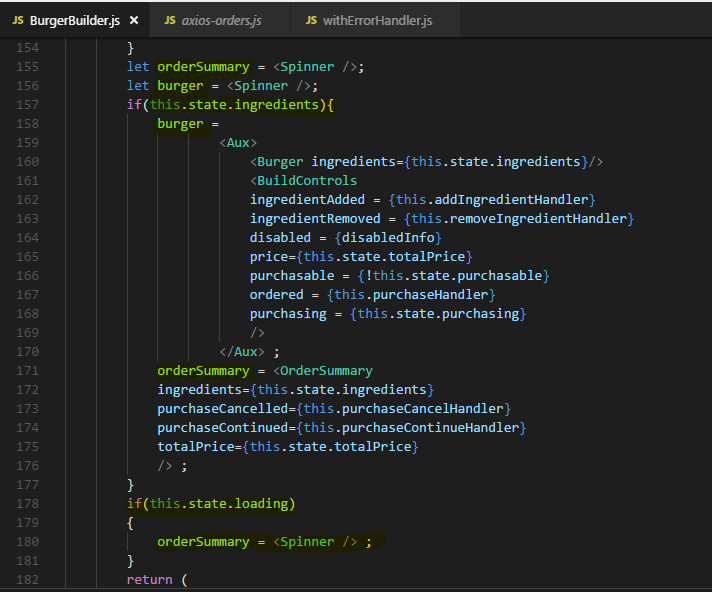 JS BurgerBuilder.js × JS axios-orders.js JS withErrorHandler.js
154 }
155 let orderSummary = <Spinner />;
156 let burger = <Spinner />;
157 if(this.state.ingredients){
158 burger =
159 <Aux>
160 <Burger ingredients={this.state.ingredients}/>
161 <BuildControls
162 ingredientAdded = {this.addIngredientHandler}
163 ingredientRemoved = {this.removeIngredientHandler}
164 disabled = {disabledInfo}
165 price={this.state.totalPrice}
166 purchasable = {!this.state.purchasable}
167 ordered = {this.purchaseHandler}
168 purchasing = {this.state.purchasing}
169 />
170 </Aux> ;
171 orderSummary = <OrderSummary
172 ingredients={this.state.ingredients}
173 purchaseCancelled={this.purchaseCancelHandler}
174 purchaseContinued={this.purchaseContinueHandler}
175 totalPrice={this.state.totalPrice}
176 /> ;
177 }
178 if(this.state.loading)
179 {
180 orderSummary = <Spinner /> ;
181 }
182 return (